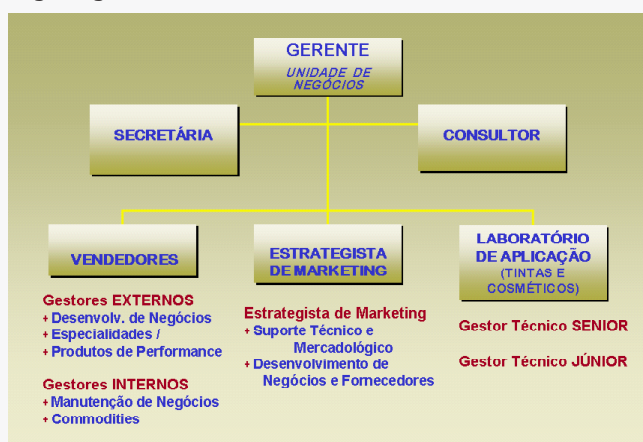 GERENTE
UNIDADE DE
NEGÓCIOS
SECRETÁRIA
CONSULTOR
VENDEDORES
Gestores EXTERNOS
+ Desenvolv. de Negócios
+ Especialidades /
+ Produtos de Performance
Gestores INTERNOS
+ Manutenção de Negócios
+ Commodities
ESTRATEGISTA
DE MARKETING
Estrategista de Marketing
+ Suporte Técnico e
Mercadológico
+ Desenvolvimento de
Negócios e Fornecedores
LABORATÓRIO
DE APLICAÇÃO
(TINTAS E
COSMÉTICOS)
Gestor Técnico SENIOR
Gestor Técnico JÚNIOR